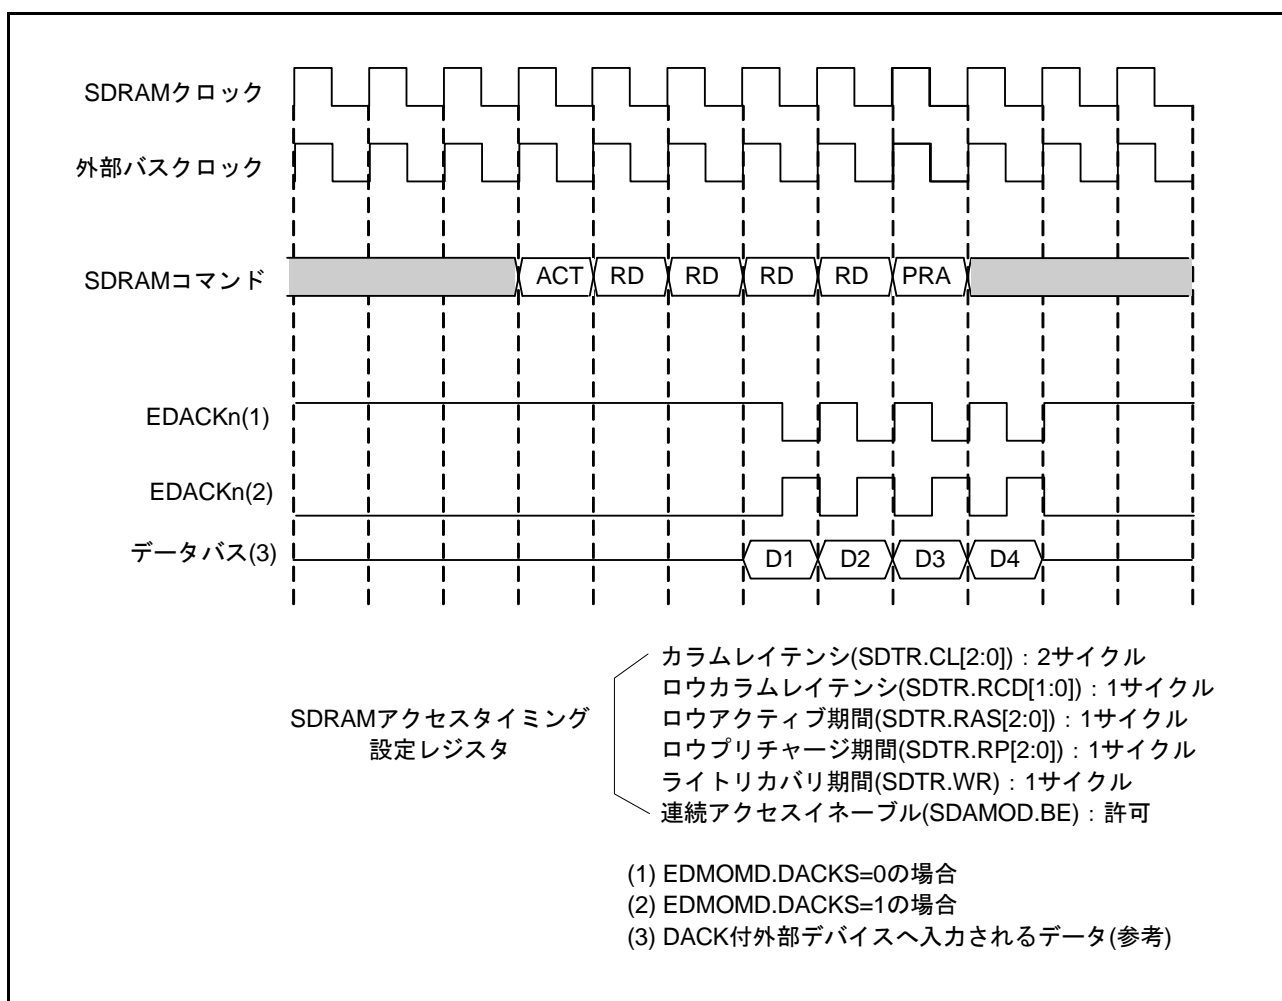 SDRAMクロック
外部バスクロック
SDRAMコマンド
ACT RD RD RD RD PRA
EDACKn(1)
EDACKn(2)
データバス(3)
D1 D2 D3 D4
SDRAMアクセスタイミング
設定レジスタ
カラムレイテンシ(SDTR.CL[2:0]) : 2サイクル
ロウカラムレイテンシ(SDTR.RCD[1:0]) : 1サイクル
ロウアクティブ期間(SDTR.RAS[2:0]) : 1サイクル
ロウプリチャージ期間(SDTR.RP[2:0]) : 1サイクル
ライトリカバリ期間(SDTR.WR) : 1サイクル
連続アクセスイネーブル(SDAMOD.BE) : 許可
(1) EDMOMD.DACKS=0の場合
(2) EDMOMD.DACKS=1の場合
(3) DACK付外部デバイスへ入力されるデータ(参考)